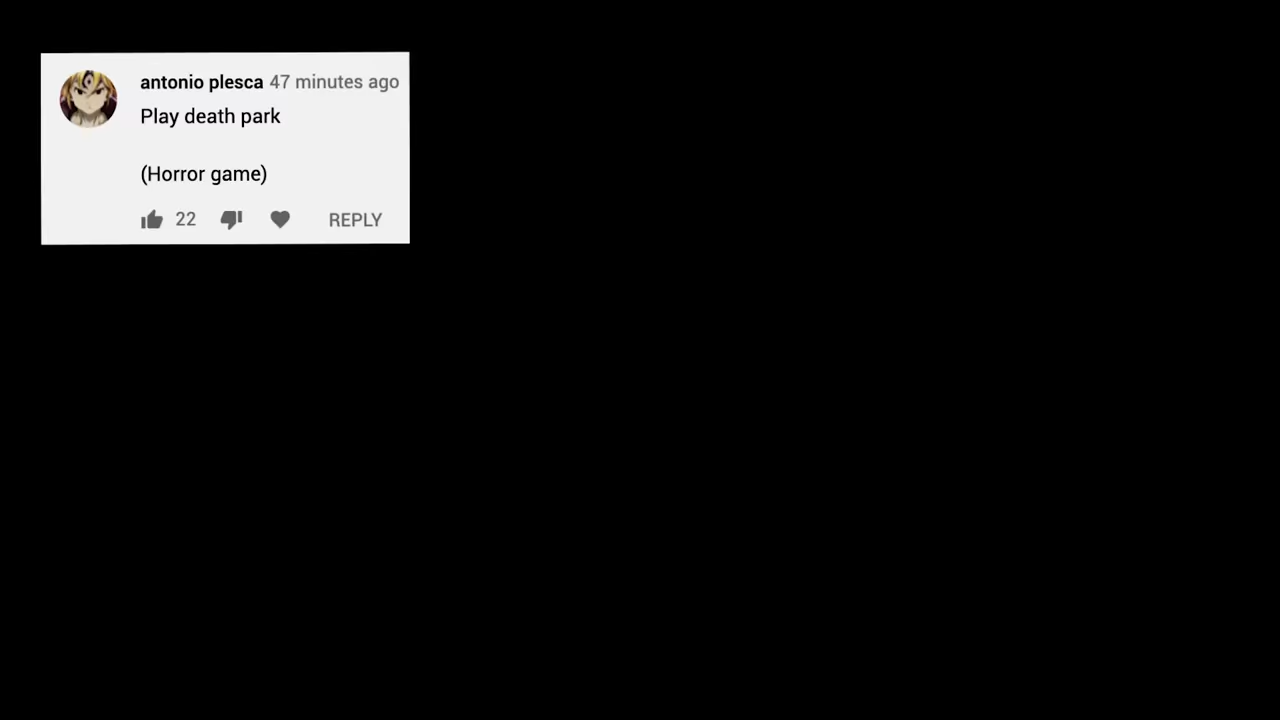 antonio plesca 47 minutes ago
Play death park
(Horror game)
22 REPLY